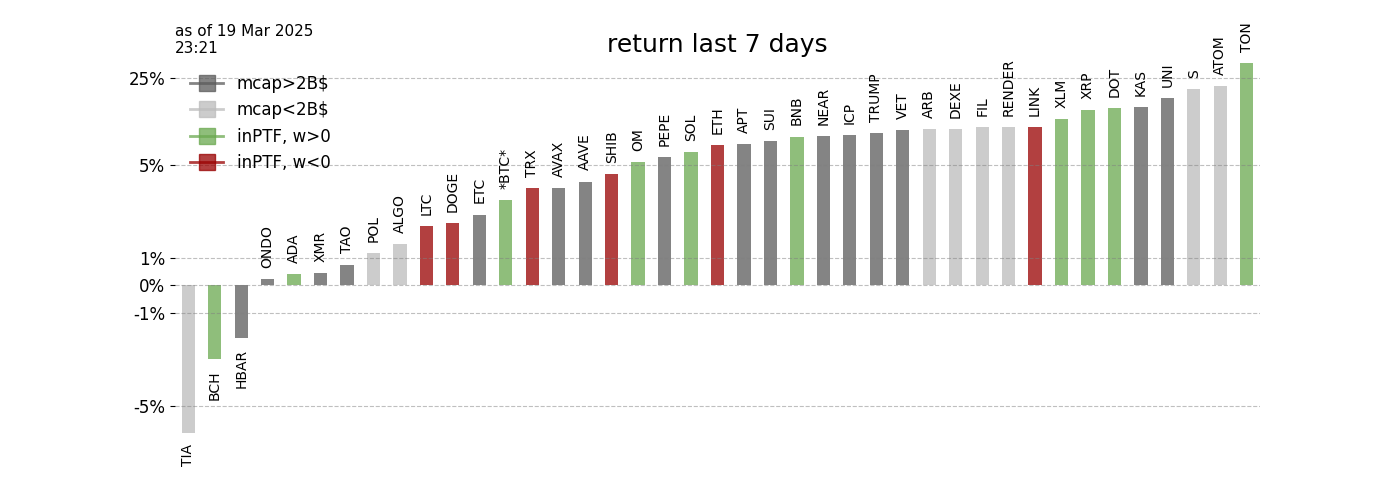 as of 19 Mar 2025
23:21
return last 7 days
mcap>2B$
mcap<2B$
inPTF, w>0
inPTF, w<0
25%
5%
1%
0%
-1%
-5%
TIA
BCH
HBAR
ONDO
ADA
XMR
TAO
POL
ALGO
LTC
DOGE
ETC
*BTC*
TRX
AVAX
AAVE
SHIB
OM
PEPE
SOL
ETH
APT
SUI
BNB
NEAR
ICP
TRUMP
VET
ARB
DEXE
FIL
RENDER
LINK
XLM
XRP
DOT
KAS
UNI
S
ATOM
TON